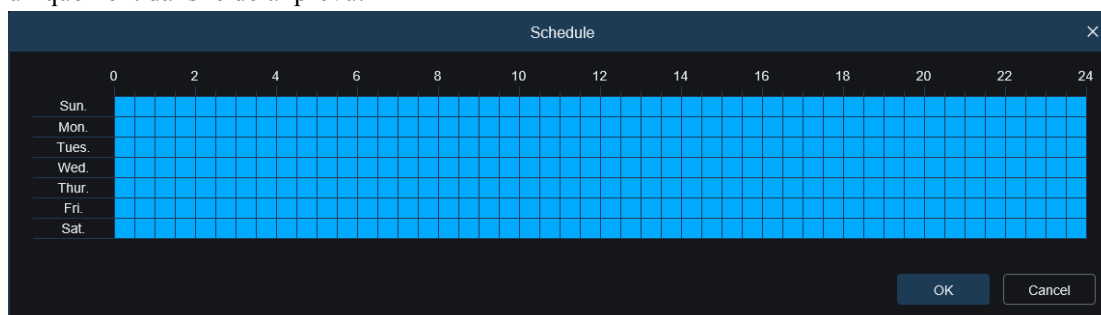 Schedule
0 2 4 6 8 10 12 14 16 18 20 22 24
Sun.
Mon.
Tues.
Wed.
Thur.
Fri.
Sat.
OK Cancel